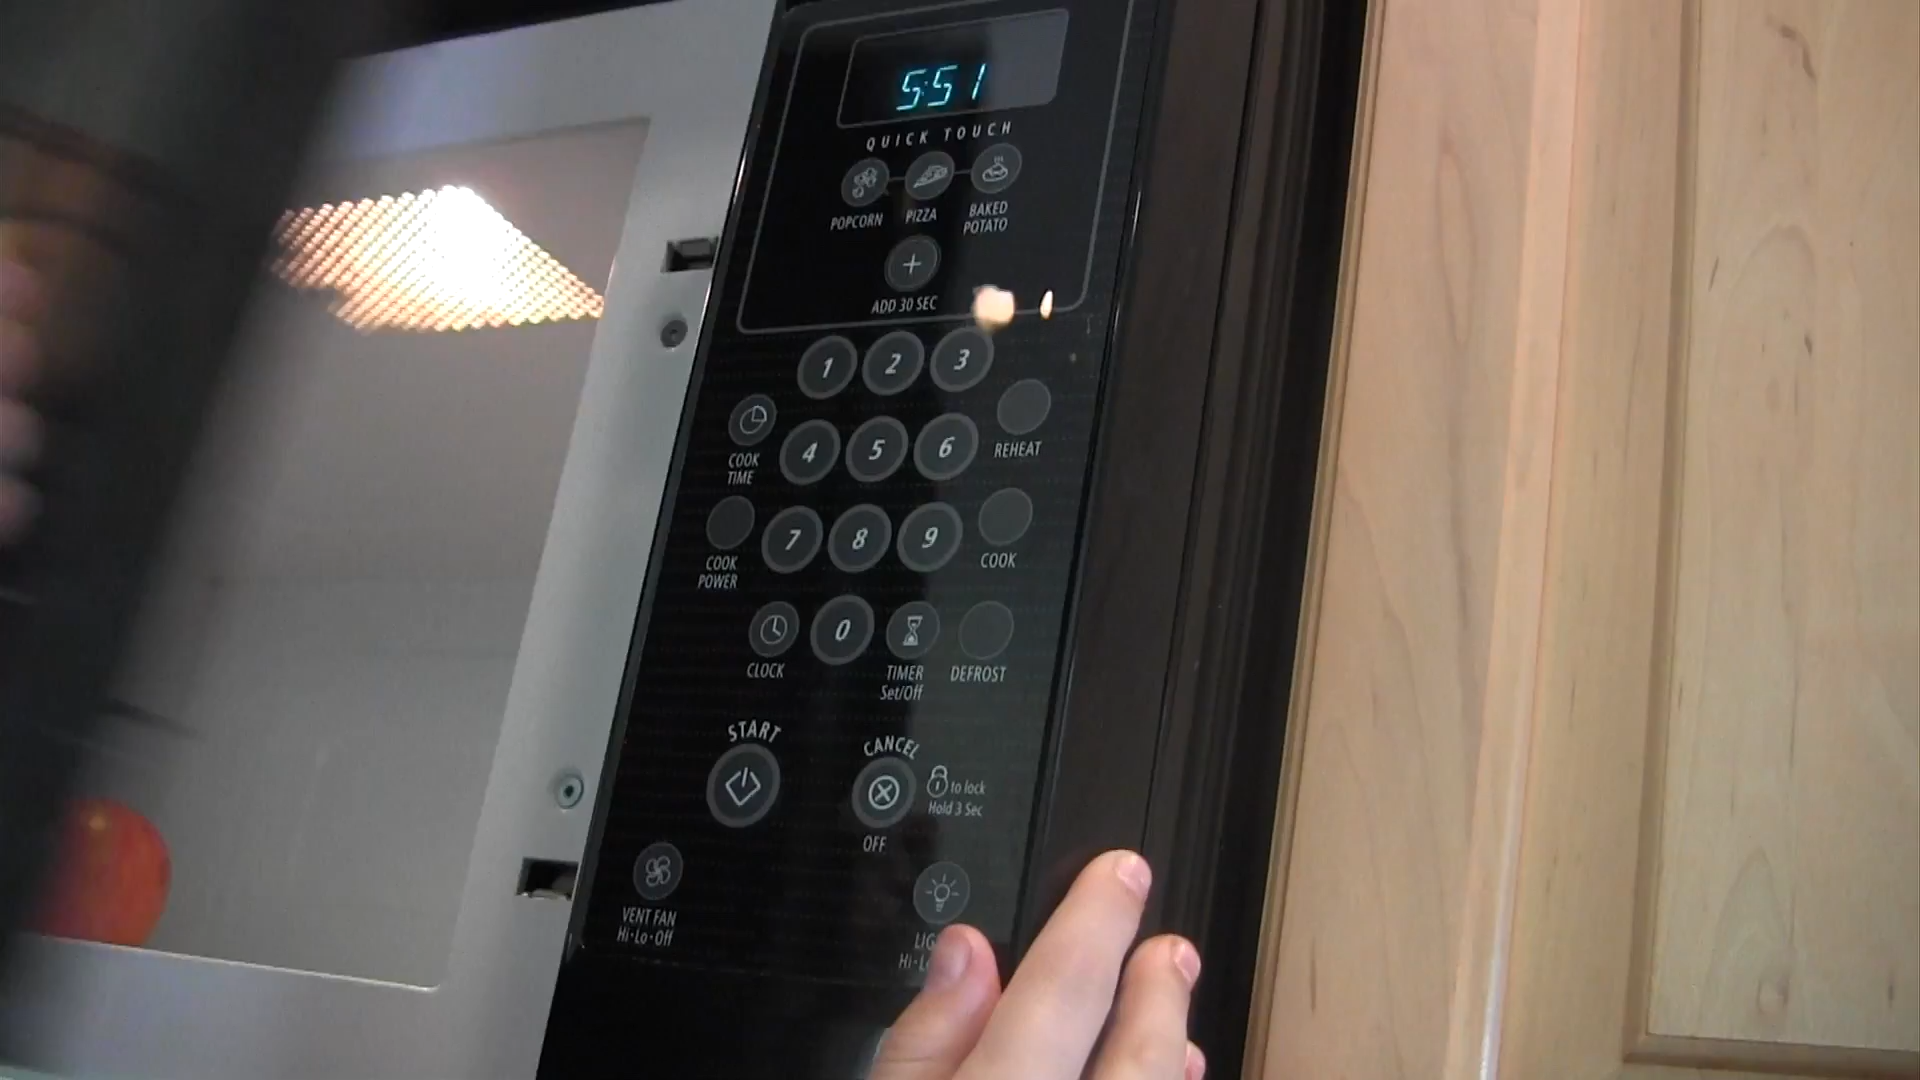 5:51
QUICK TOUCH
POPCORN
PIZZA
BAKED
POTATO
+
ADD 30 SEC
1 2 3
COOK
TIME
4 5 6
REHEAT
COOK
POWER
7 8 9
COOK
CLOCK
0
TIMER
Set/Off
DEFROST
START
CANCEL
to lock
Hold 3 Sec
OFF
VENT FAN
Hi•Lo•Off